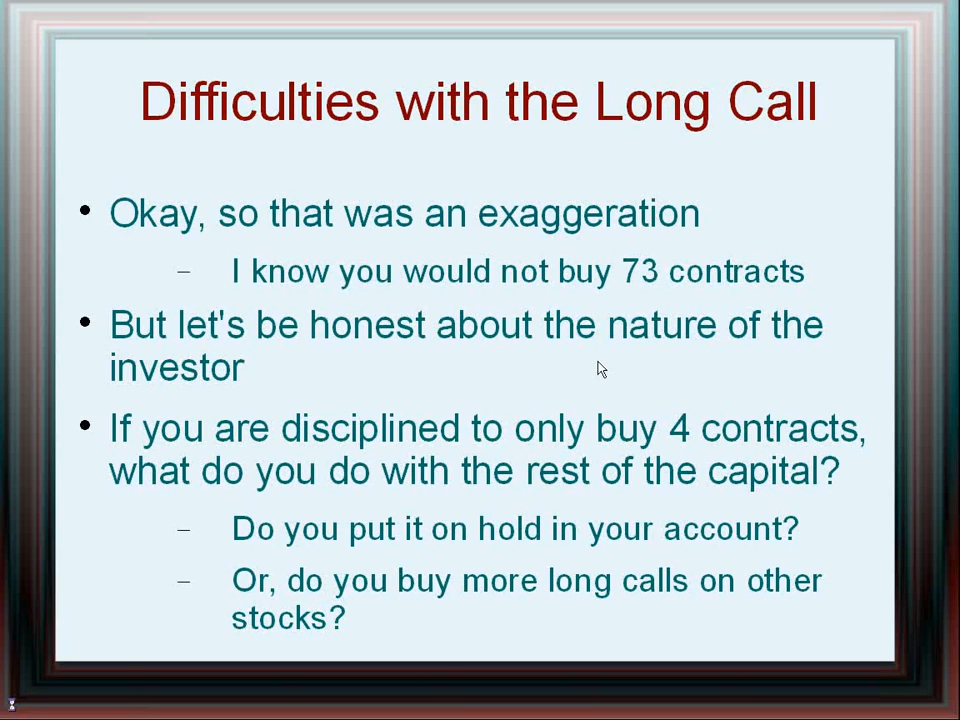 Difficulties with the Long Call
• Okay, so that was an exaggeration
– I know you would not buy 73 contracts
• But let's be honest about the nature of the
investor
• If you are disciplined to only buy 4 contracts,
what do you do with the rest of the capital?
– Do you put it on hold in your account?
– Or, do you buy more long calls on other
stocks?